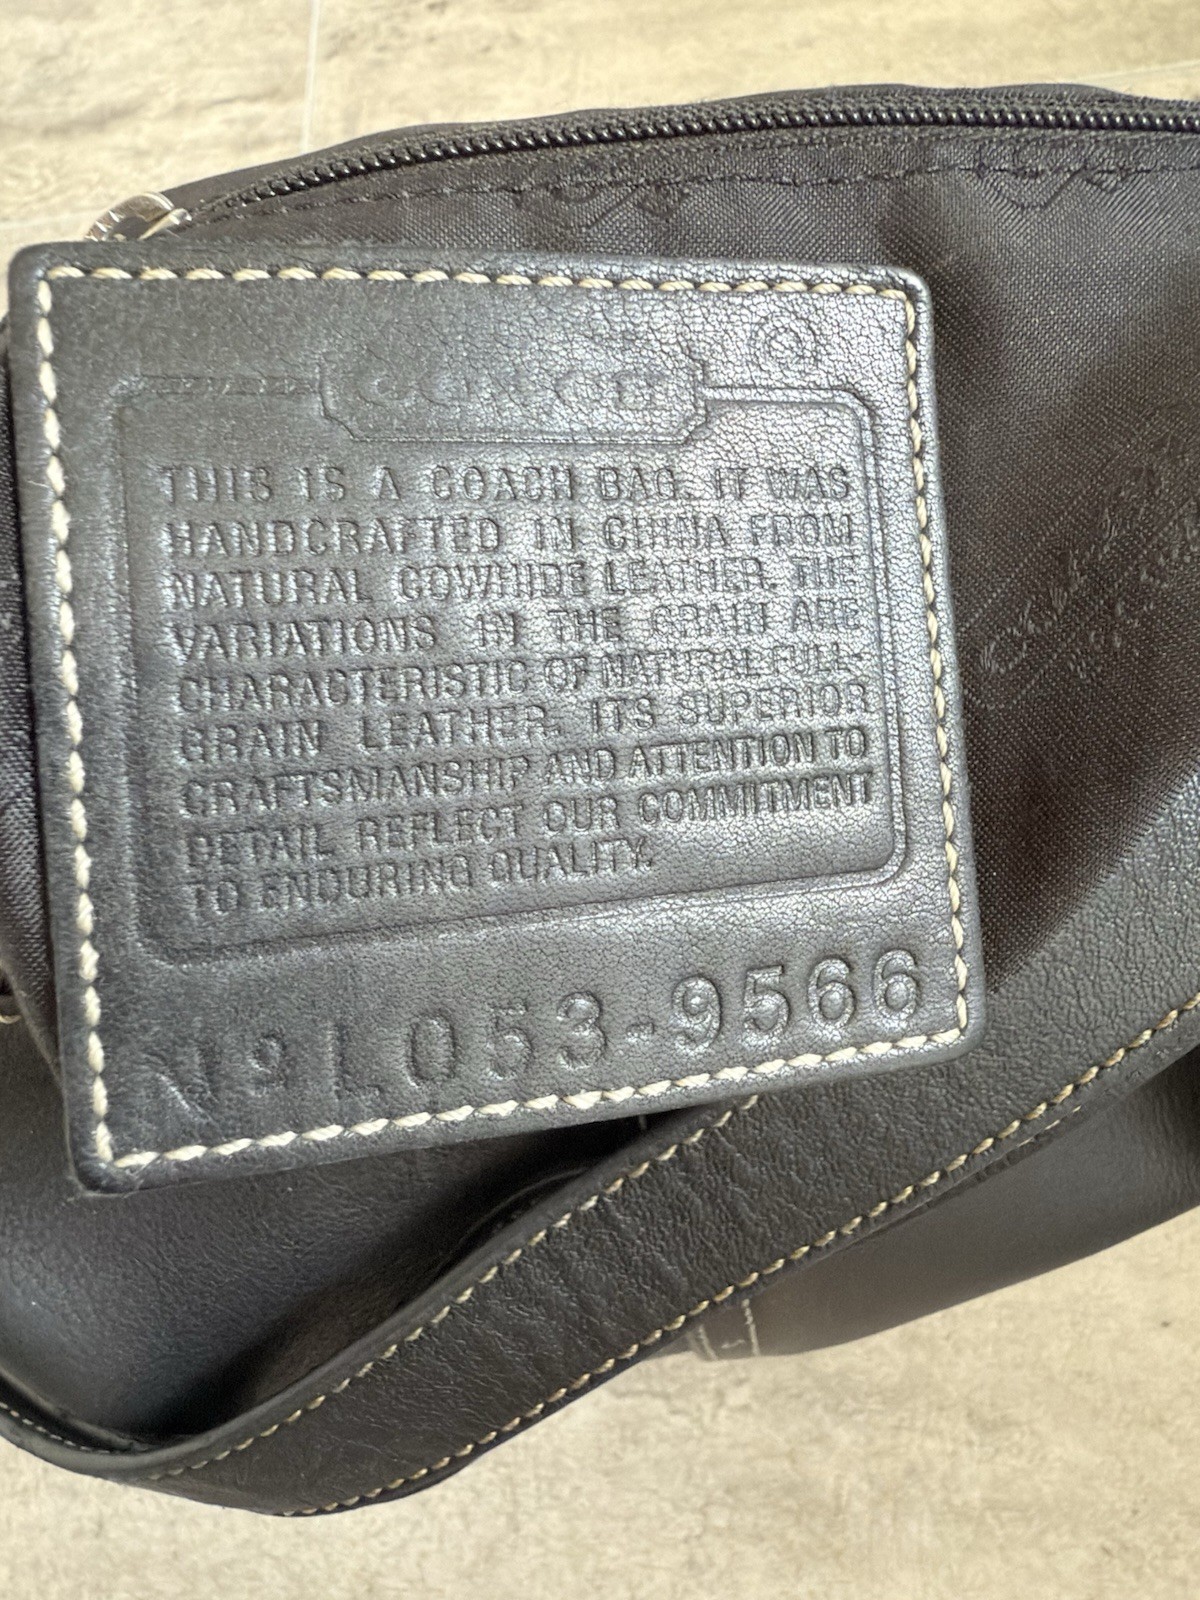 COACH ®
THIS IS A COACH BAG. IT WAS
HANDCRAFTED IN CHINA FROM
NATURAL COWHIDE LEATHER. THE
VARIATIONS IN THE GRAIN ARE
CHARACTERISTIC OF NATURAL FULL-
GRAIN LEATHER. ITS SUPERIOR
CRAFTSMANSHIP AND ATTENTION TO
DETAIL REFLECT OUR COMMITMENT
TO ENDURING QUALITY.
Nº L053-9566